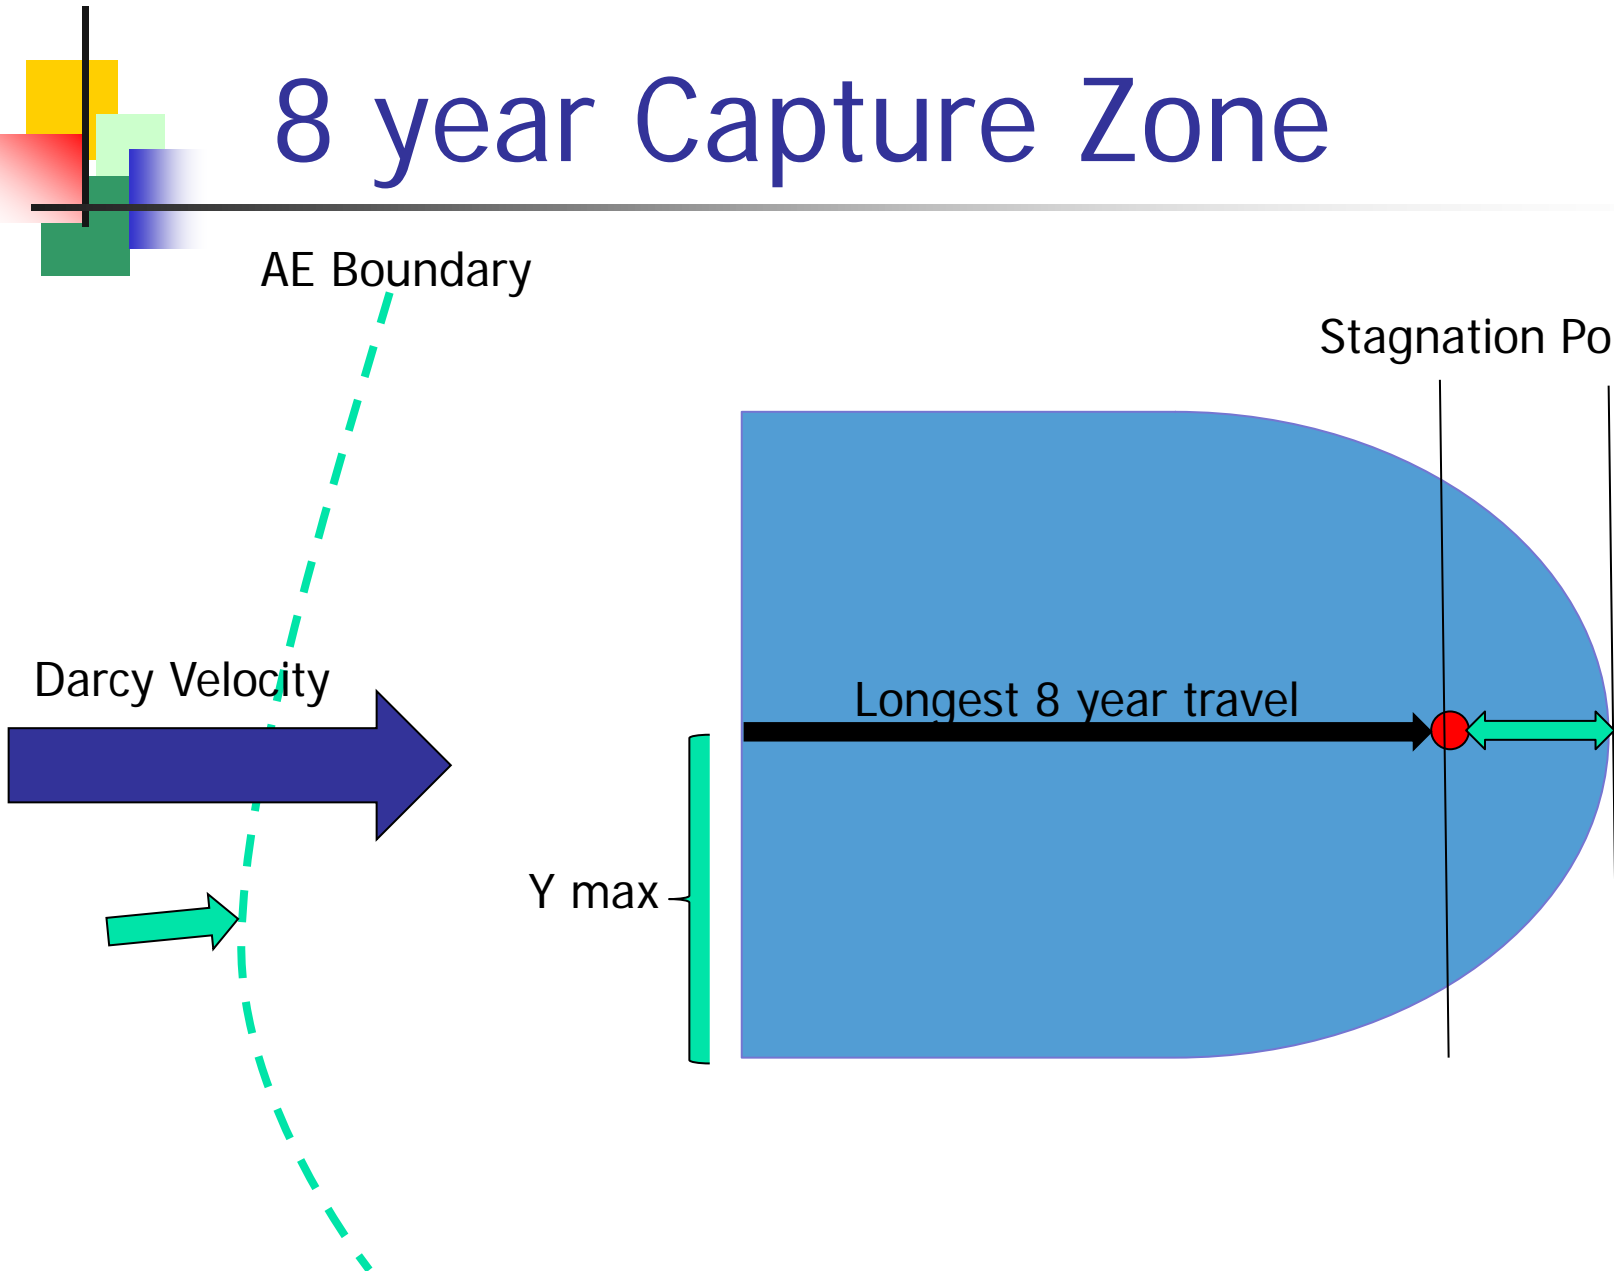 8 year Capture Zone
AE Boundary
Stagnation Po
Darcy Velocity
Longest 8 year travel
Y max